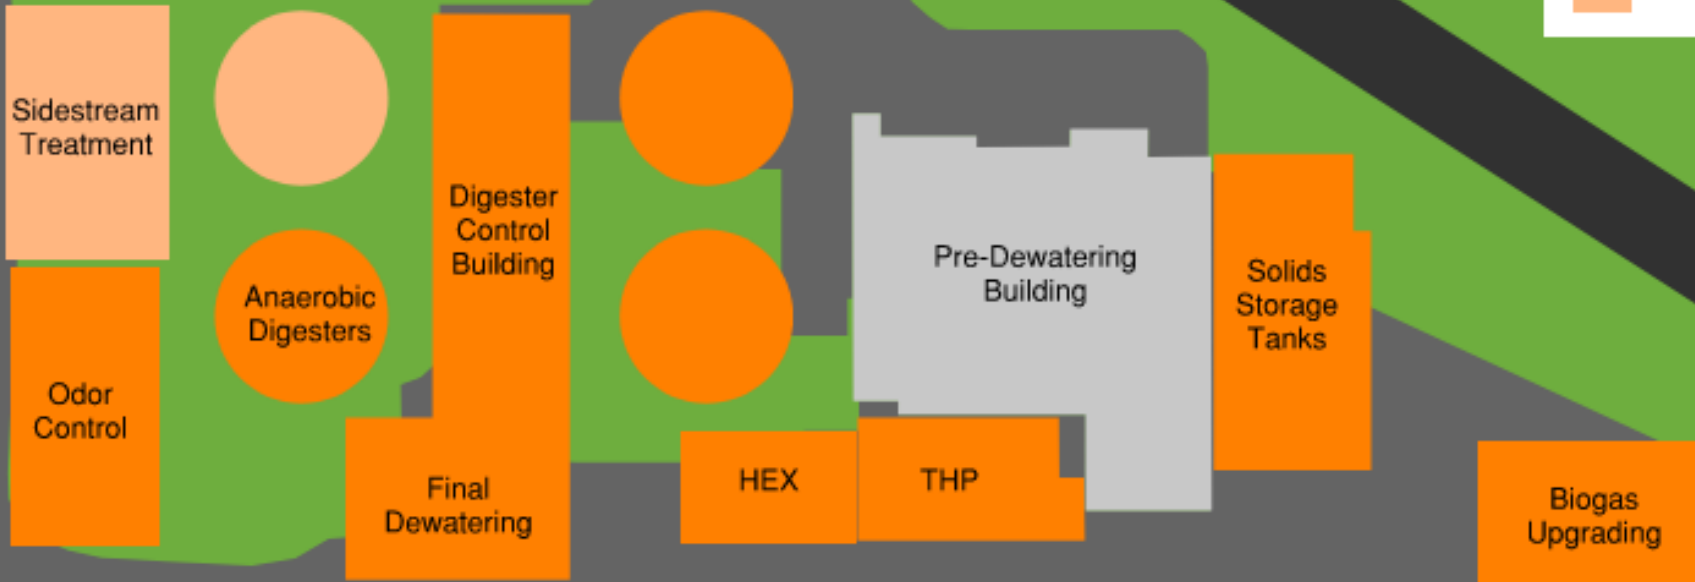 Sidestream
Treatment
Odor
Control
Anaerobic
Digesters
Digester
Control
Building
Final
Dewatering
HEX
THP
Pre-Dewatering
Building
Solids
Storage
Tanks
Biogas
Upgrading